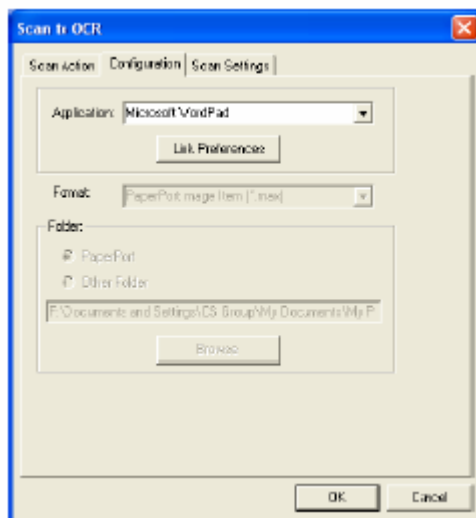 Scan to OCR
Scan Action Configuration Scan Settings
Application: Microsoft WordPad
Link Preferences
Format: PaperPort Image Item (*.max)
Folder:
PaperPort
Other Folder
F:\Documents and Settings\CS Group\My Documents\My P
Browse
OK Cancel